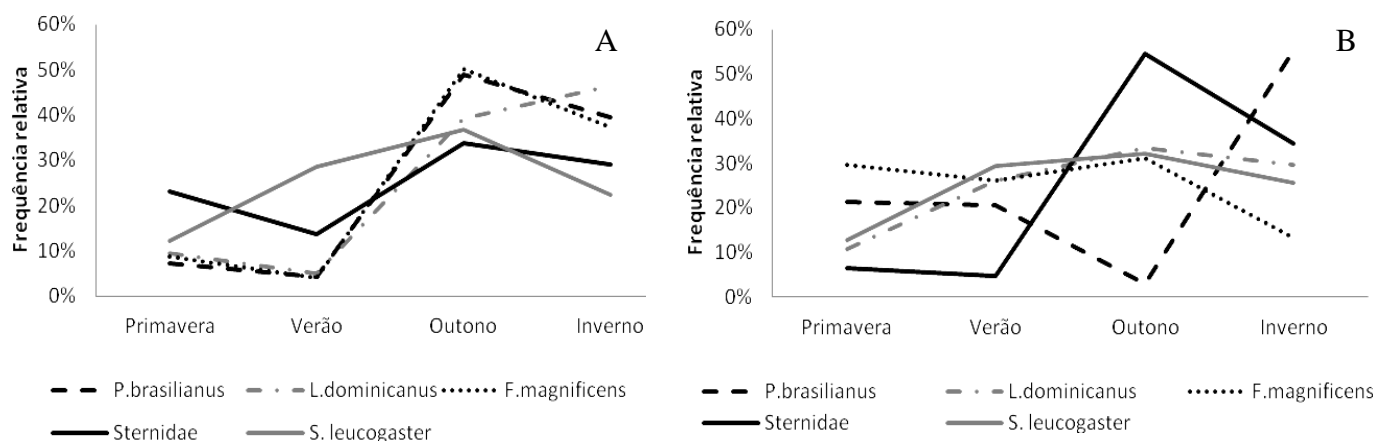 A
Frequência relativa
60%
50%
40%
30%
20%
10%
0%
Primavera Verão Outono Inverno
P.brasilianus L.dominicanus F.magnificens
Sternidae S. leucogaster
B
Frequência relativa
60%
50%
40%
30%
20%
10%
0%
Primavera Verão Outono Inverno
P.brasilianus L.dominicanus F.magnificens
Sternidae S. leucogaster